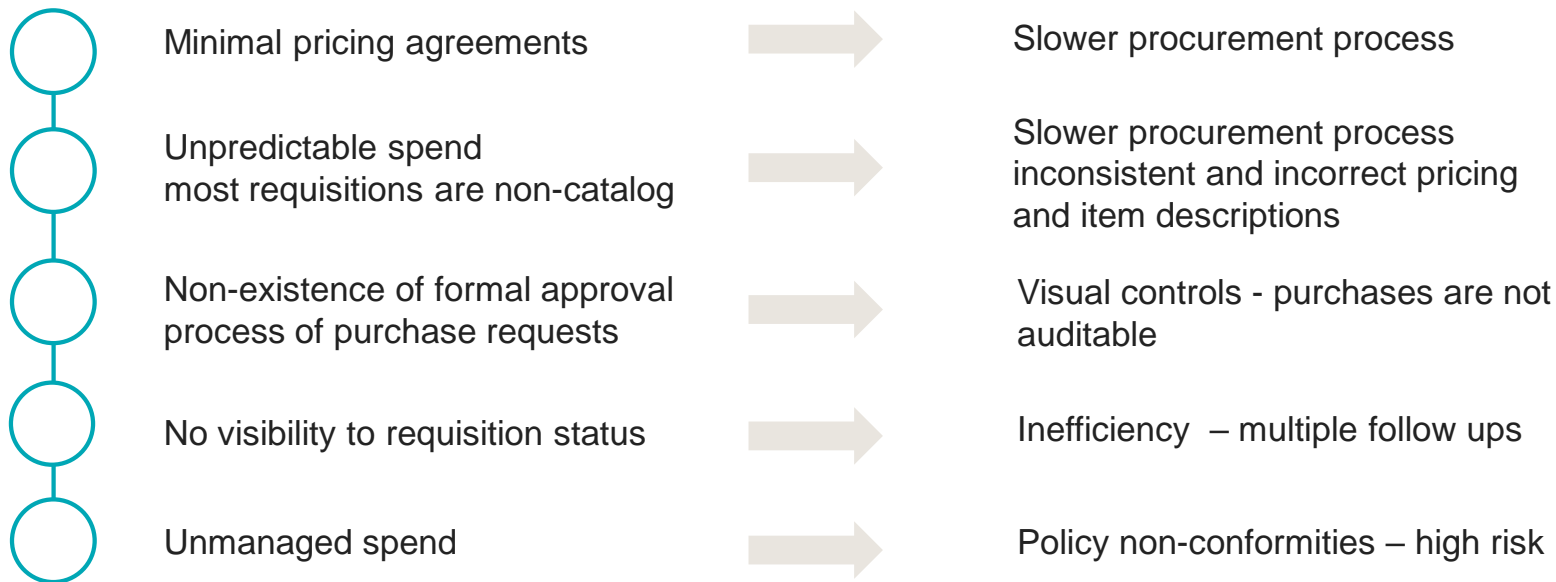 Minimal pricing agreements
Slower procurement process
Unpredictable spend
most requisitions are non-catalog
Slower procurement process
inconsistent and incorrect pricing
and item descriptions
Non-existence of formal approval
process of purchase requests
Visual controls - purchases are not
auditable
No visibility to requisition status
Inefficiency – multiple follow ups
Unmanaged spend
Policy non-conformities – high risk